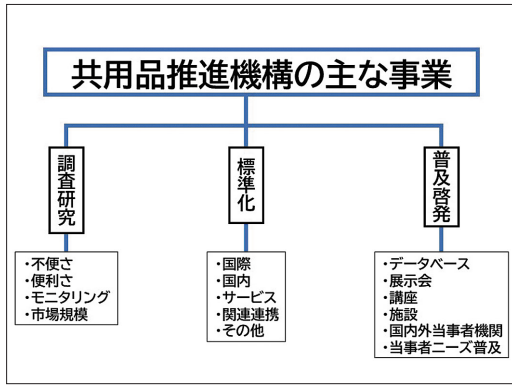 共用品推進機構の主な事業
調査研究
標準化
普及啓発
・不便さ
・便利さ
・モニタリング
・市場規模
・国際
・国内
・サービス
・関連連携
・その他
・データベース
・展示会
・講座
・施設
・国内外当事者機関
・当事者ニーズ普及